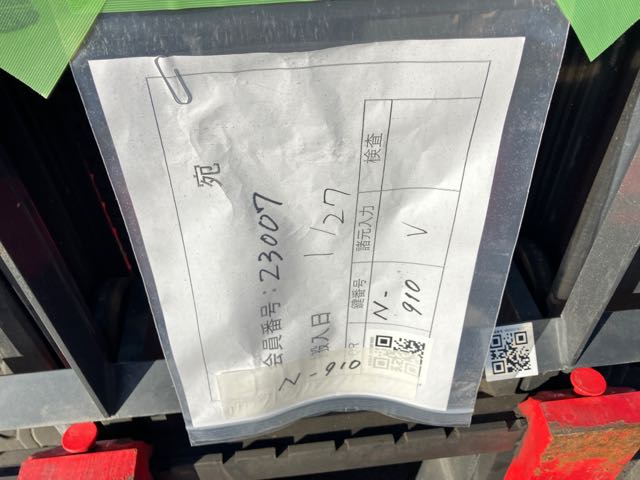 宛
会員番号：23007
搬入日 1/27
鍵番号 諸元入力 検査
N-910 V
N-910